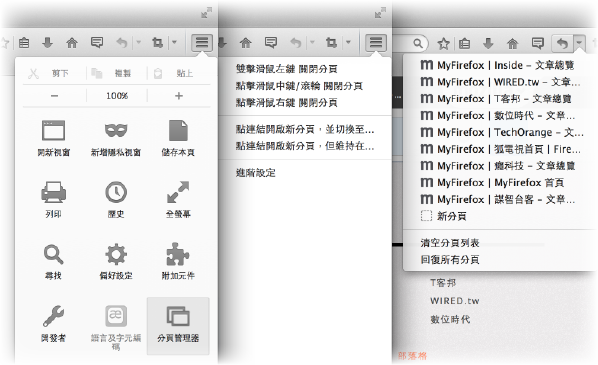 剪下 複製 貼上
− 100% +
開新視窗 新增隱私視窗 儲存本頁
列印 歷史 全螢幕
尋找 偏好設定 附加元件
開發者 語言及字元編碼 分頁管理器
雙擊滑鼠左鍵 關閉分頁
點擊滑鼠中鍵/滾輪 關閉分頁
點擊滑鼠右鍵 關閉分頁
點連結開啟新分頁，並切換至...
點連結開啟新分頁，但維持在...
進階設定
MyFirefox | Inside – 文章總覽
MyFirefox | WIRED.tw – 文章...
MyFirefox | T客邦 – 文章總覽
MyFirefox | 數位時代 – 文章...
MyFirefox | TechOrange – 文...
MyFirefox | 狐電視首頁 | Fire...
MyFirefox | 癮科技 – 文章總覽
MyFirefox | MyFirefox 首頁
MyFirefox | 謀智台客 – 文章...
新分頁
清空分頁列表
回復所有分頁
T客邦
WIRED.tw
數位時代
部落格